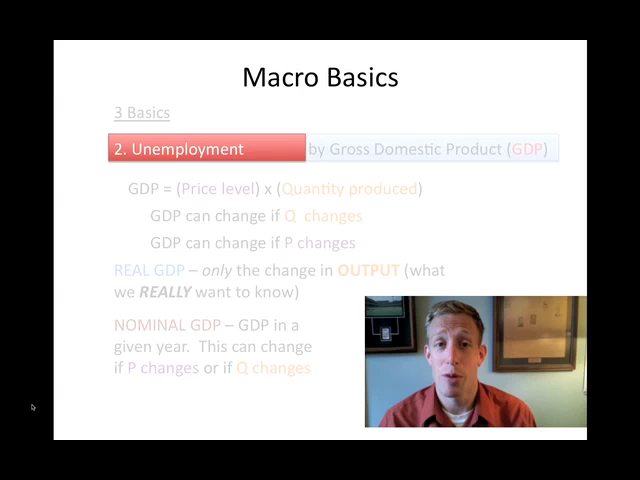 Macro Basics
3 Basics
2. Unemployment by Gross Domestic Product (GDP)
GDP = (Price level) x (Quantity produced)
GDP can change if Q changes
GDP can change if P changes
REAL GDP – only the change in OUTPUT (what
we REALLY want to know)
NOMINAL GDP – GDP in a
given year. This can change
if P changes or if Q changes